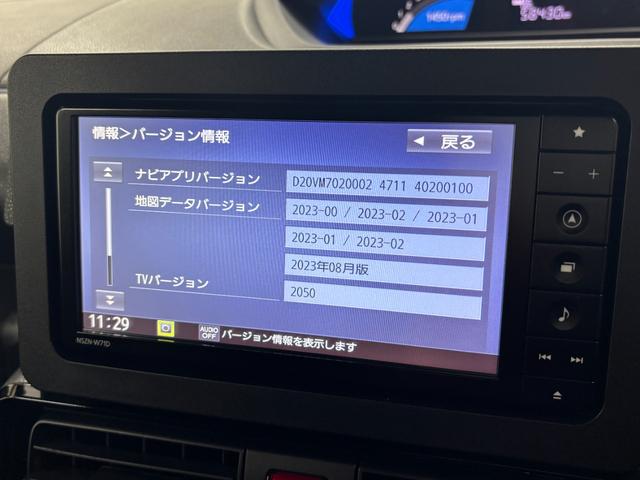 1450 rpm
58430 km
情報>バージョン情報
◀ 戻る
ナビアプリバージョン D20VM7020002 4711 40200100
地図データバージョン 2023-00 / 2023-02 / 2023-01
2023-01 / 2023-02
2023年08月版
TVバージョン 2050
11:29
AUDIO OFF バージョン情報を表示します
NSZN-W71D